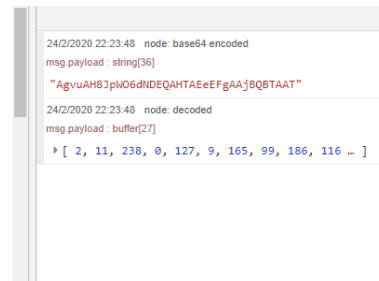 24/2/2020 22:23:48 node: base64 encoded
msg.payload : string[36]
"AgvuAH8JpWO6dNDEQAHTAEeEFgAAjBQBTAAT"
24/2/2020 22:23:48 node: decoded
msg.payload : buffer[27]
[ 2, 11, 238, 0, 127, 9, 165, 99, 186, 116 … ]